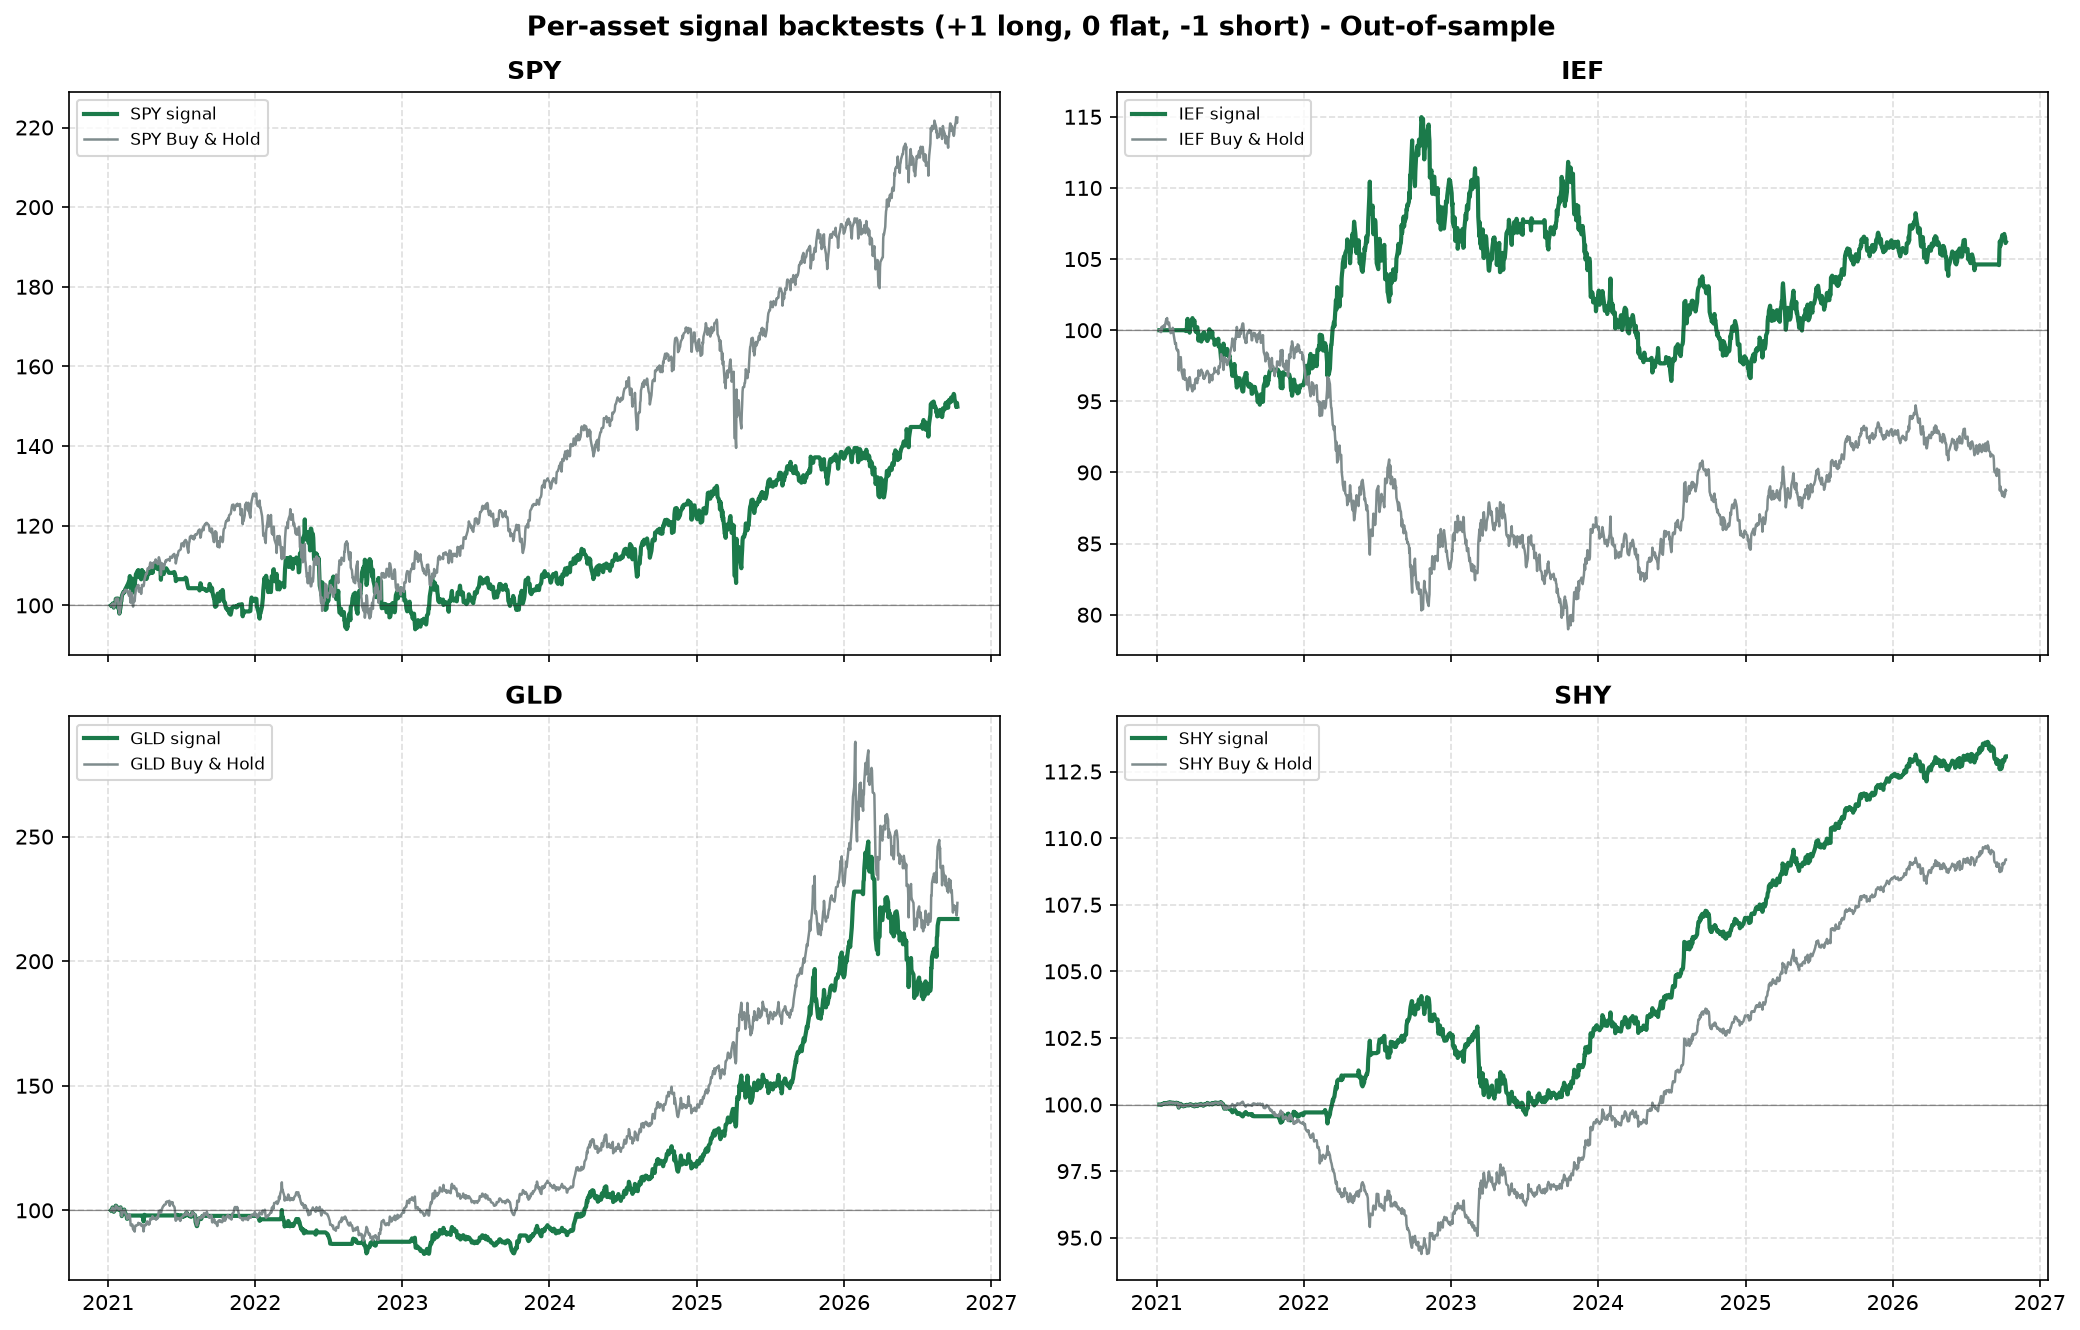 Per-asset signal backtests (+1 long, 0 flat, -1 short) - Out-of-sample
SPY
SPY signal
SPY Buy & Hold
220
200
180
160
140
120
100
IEF
IEF signal
IEF Buy & Hold
115
110
105
100
95
90
85
80
GLD
GLD signal
GLD Buy & Hold
250
200
150
100
2021 2022 2023 2024 2025 2026 2027
SHY
SHY signal
SHY Buy & Hold
112.5
110.0
107.5
105.0
102.5
100.0
97.5
95.0
2021 2022 2023 2024 2025 2026 2027